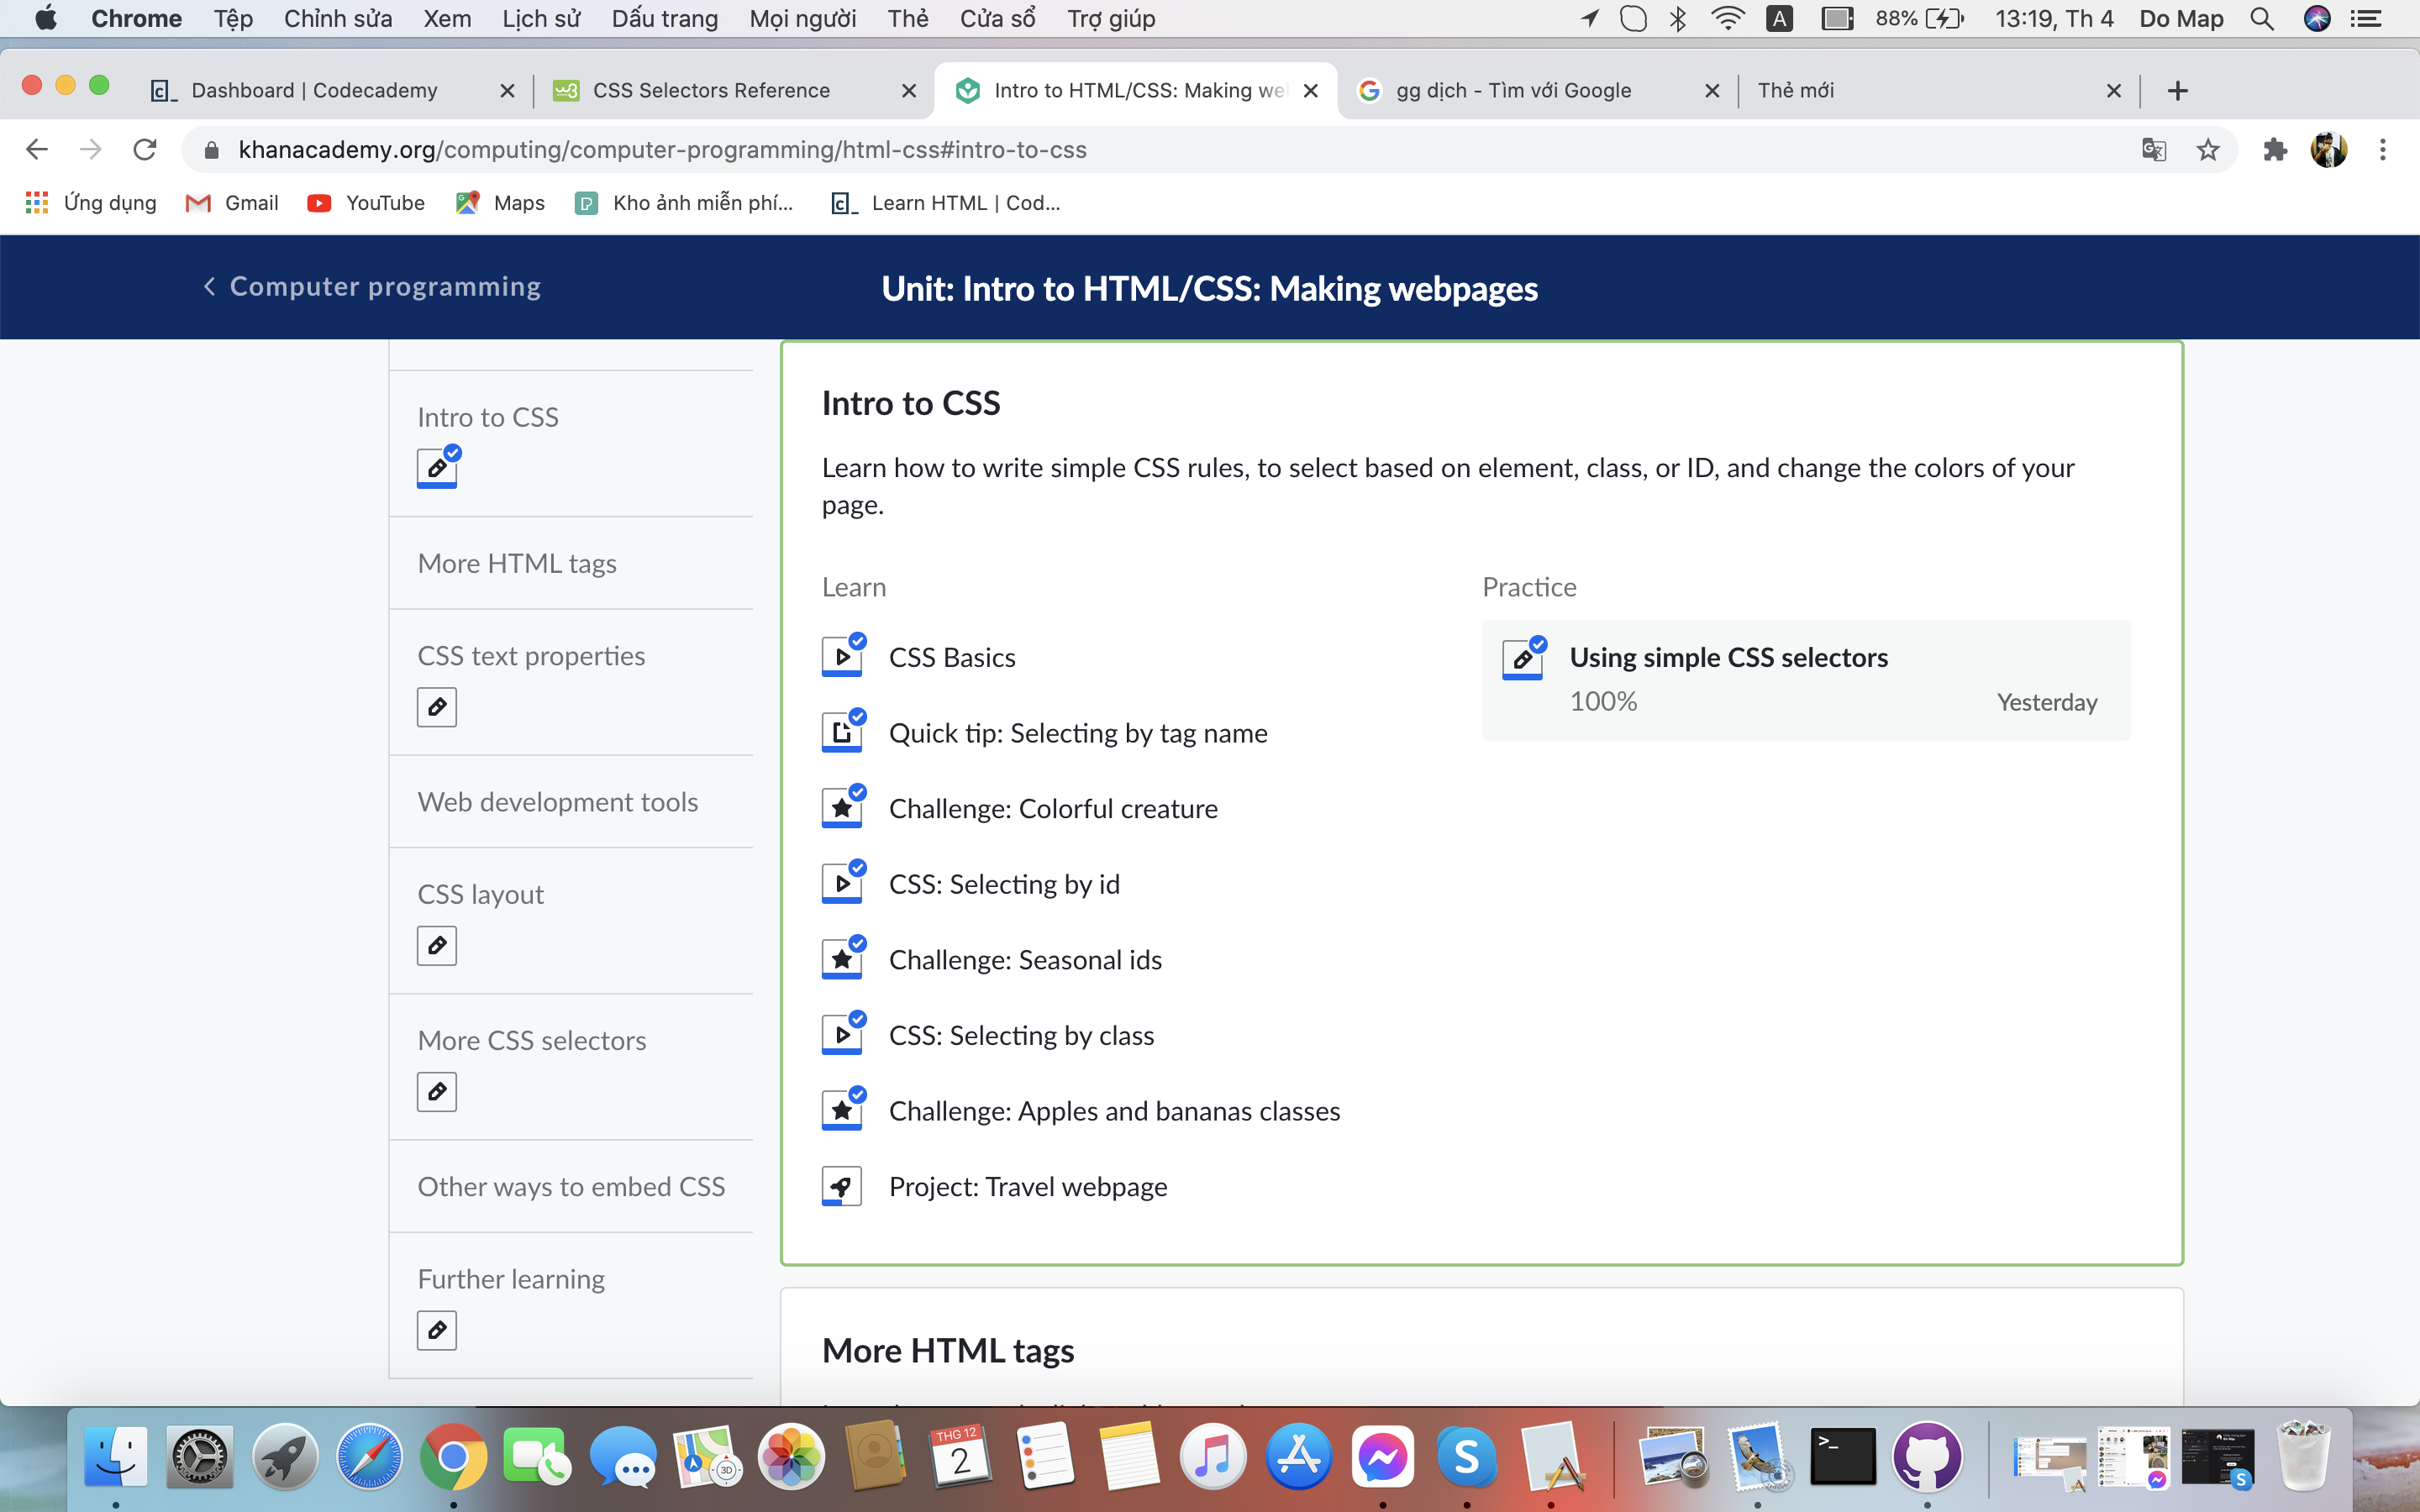 Chrome Tệp Chỉnh sửa Xem Lịch sử Dấu trang Mọi người Thẻ Cửa sổ Trợ giúp A 88% 13:19, Th 4 Do Map
Dashboard | Codecademy CSS Selectors Reference Intro to HTML/CSS: Making we gg dịch - Tìm với Google Thẻ mới
khanacademy.org/computing/computer-programming/html-css#intro-to-css
Ứng dụng Gmail YouTube Maps Kho ảnh miễn phí... Learn HTML | Cod...
Computer programming
Unit: Intro to HTML/CSS: Making webpages
Intro to CSS
More HTML tags
CSS text properties
Web development tools
CSS layout
More CSS selectors
Other ways to embed CSS
Further learning
Intro to CSS
Learn how to write simple CSS rules, to select based on element, class, or ID, and change the colors of your
page.
Learn
CSS Basics
Quick tip: Selecting by tag name
Challenge: Colorful creature
CSS: Selecting by id
Challenge: Seasonal ids
CSS: Selecting by class
Challenge: Apples and bananas classes
Project: Travel webpage
Practice
Using simple CSS selectors
100% Yesterday
More HTML tags
THG 12
2
3D